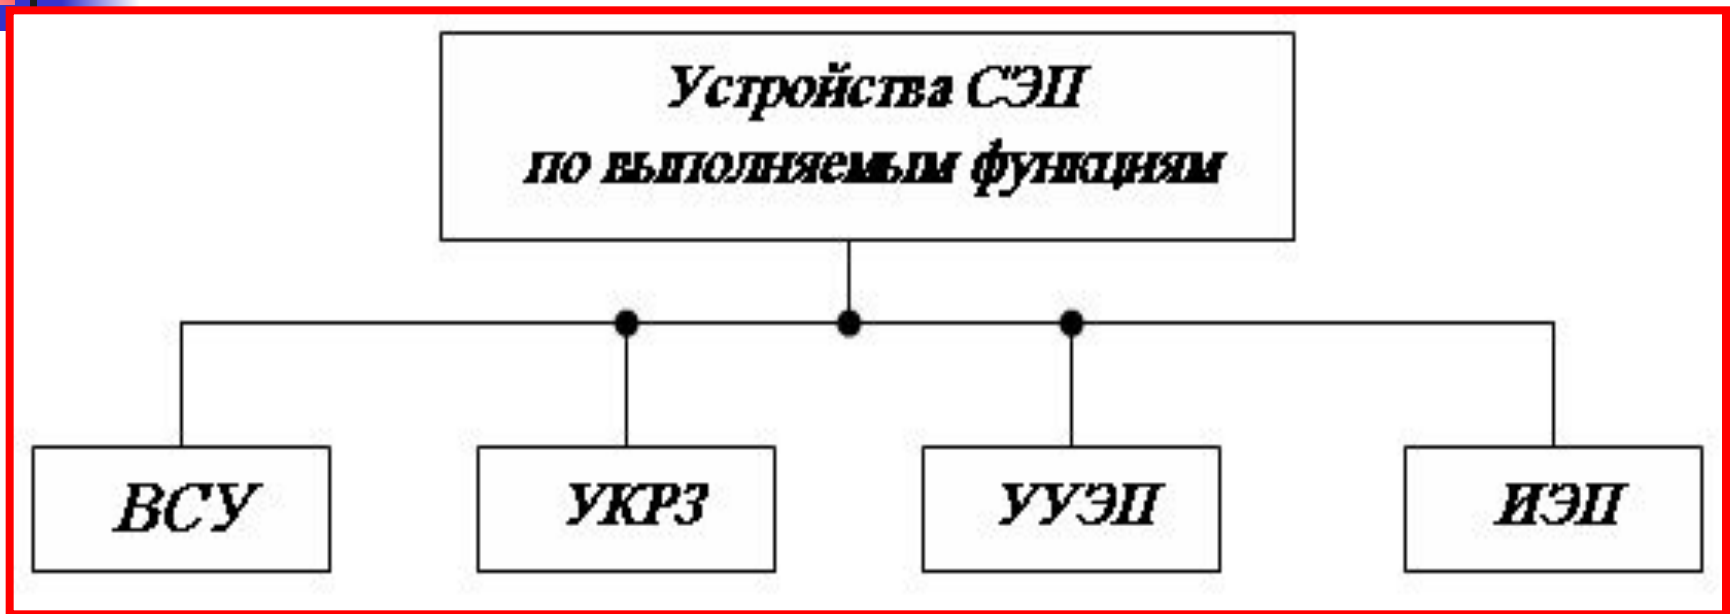 Устройства СЭП
по выполняемым функциям
ВСУ
УКРЗ
УУЭП
ИЭП